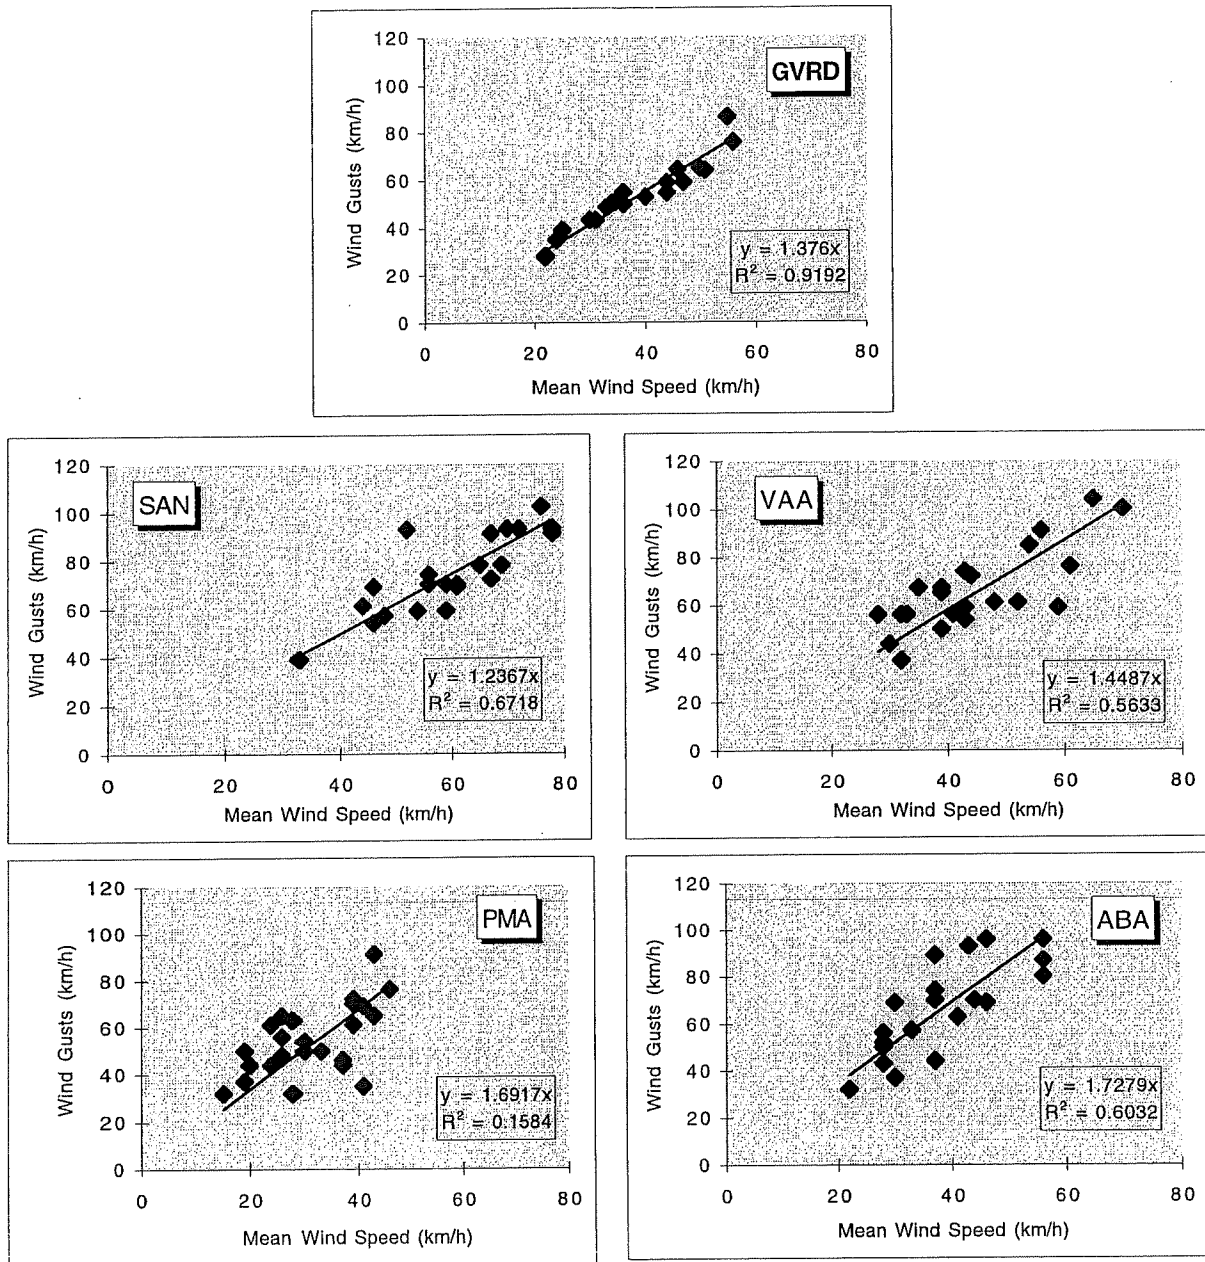 120
100
80
60
40
20
0
Wind Gusts (km/h)
GVRD
y = 1.376x
R² = 0.9192
0 20 40 60 80
Mean Wind Speed (km/h)
120
100
80
60
40
20
0
Wind Gusts (km/h)
SAN
y = 1.2367x
R² = 0.6718
0 20 40 60 80
Mean Wind Speed (km/h)
120
100
80
60
40
20
0
Wind Gusts (km/h)
VAA
y = 1.4487x
R² = 0.5633
0 20 40 60 80
Mean Wind Speed (km/h)
120
100
80
60
40
20
0
Wind Gusts (km/h)
PMA
y = 1.6917x
R² = 0.1584
0 20 40 60 80
Mean Wind Speed (km/h)
120
100
80
60
40
20
0
Wind Gusts (km/h)
ABA
y = 1.7279x
R² = 0.6032
0 20 40 60 80
Mean Wind Speed (km/h)